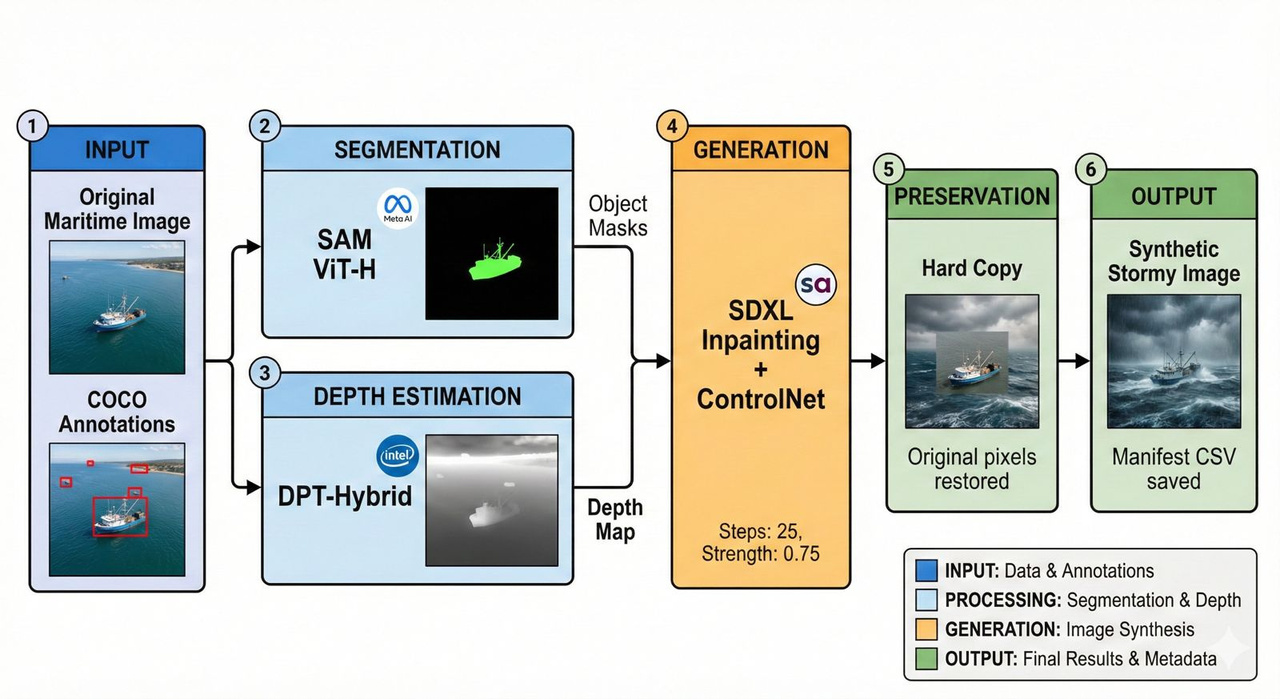 1
INPUT
Original
Maritime Image
COCO
Annotations
2
SEGMENTATION
Meta AI
SAM
ViT-H
Object
Masks
3
DEPTH ESTIMATION
intel
DPT-Hybrid
Depth
Map
4
GENERATION
sa
SDXL
Inpainting
+
ControlNet
Steps: 25,
Strength: 0.75
5
PRESERVATION
Hard Copy
Original pixels
restored
6
OUTPUT
Synthetic
Stormy Image
Manifest CSV
saved
INPUT: Data & Annotations
PROCESSING: Segmentation & Depth
GENERATION: Image Synthesis
OUTPUT: Final Results & Metadata